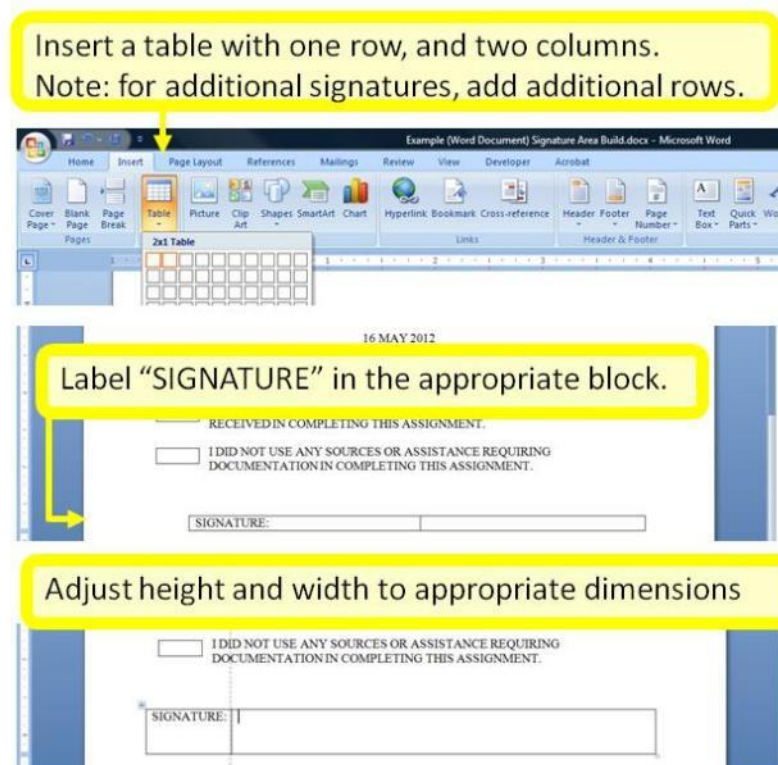 Insert a table with one row, and two columns.
Note: for additional signatures, add additional rows.
Example (Word Document) Signature Area Build.docx - Microsoft Word
Home Insert Page Layout References Mailings Review View Developer Acrobat
Cover Page Blank Page Page Break Table Picture Clip Art Shapes SmartArt Chart Hyperlink Bookmark Cross-reference Header Footer Page Number Text Box Quick Parts
Pages Links Header & Footer
2x1 Table
1 1 2 3 4 5
16 MAY 2012
Label “SIGNATURE” in the appropriate block.
RECEIVED IN COMPLETING THIS ASSIGNMENT.
I DID NOT USE ANY SOURCES OR ASSISTANCE REQUIRING
DOCUMENTATION IN COMPLETING THIS ASSIGNMENT.
SIGNATURE:
Adjust height and width to appropriate dimensions
I DID NOT USE ANY SOURCES OR ASSISTANCE REQUIRING
DOCUMENTATION IN COMPLETING THIS ASSIGNMENT.
SIGNATURE: